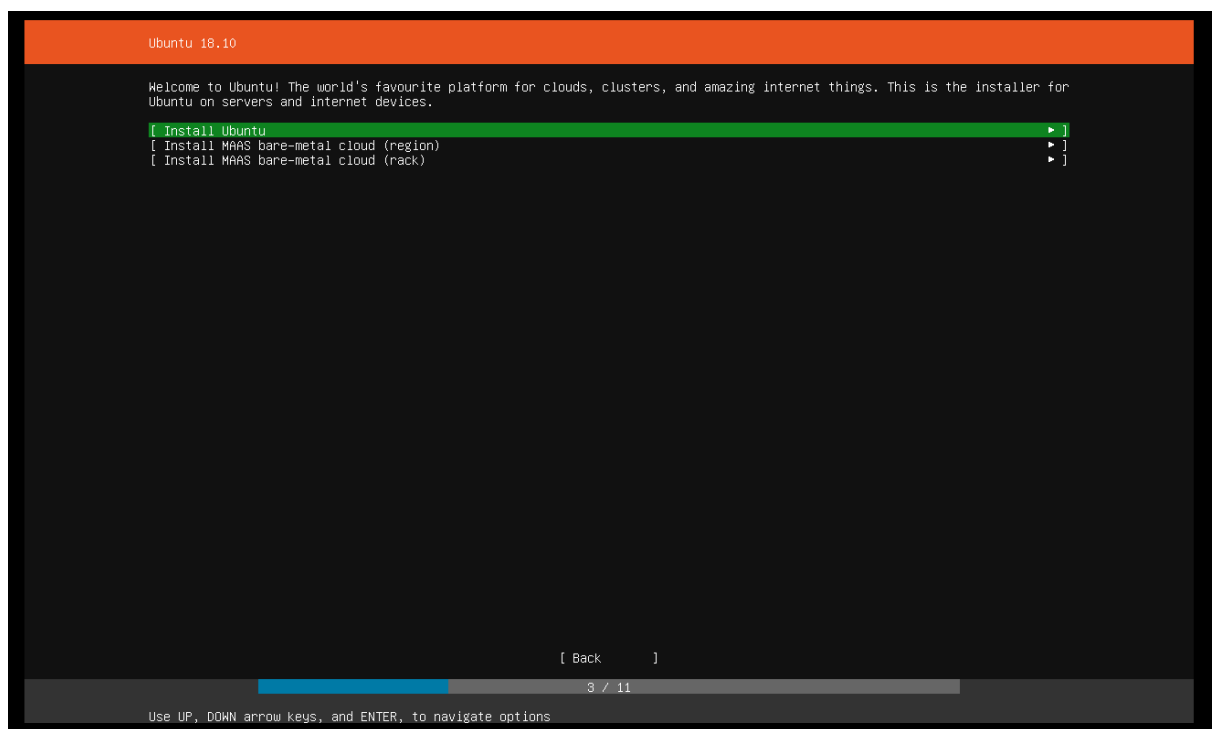 Ubuntu 18.10
Welcome to Ubuntu! The world's favourite platform for clouds, clusters, and amazing internet things. This is the installer for
Ubuntu on servers and internet devices.
[ Install Ubuntu ► ]
[ Install MAAS bare-metal cloud (region) ► ]
[ Install MAAS bare-metal cloud (rack) ► ]
[ Back ]
3 / 11
Use UP, DOWN arrow keys, and ENTER, to navigate options